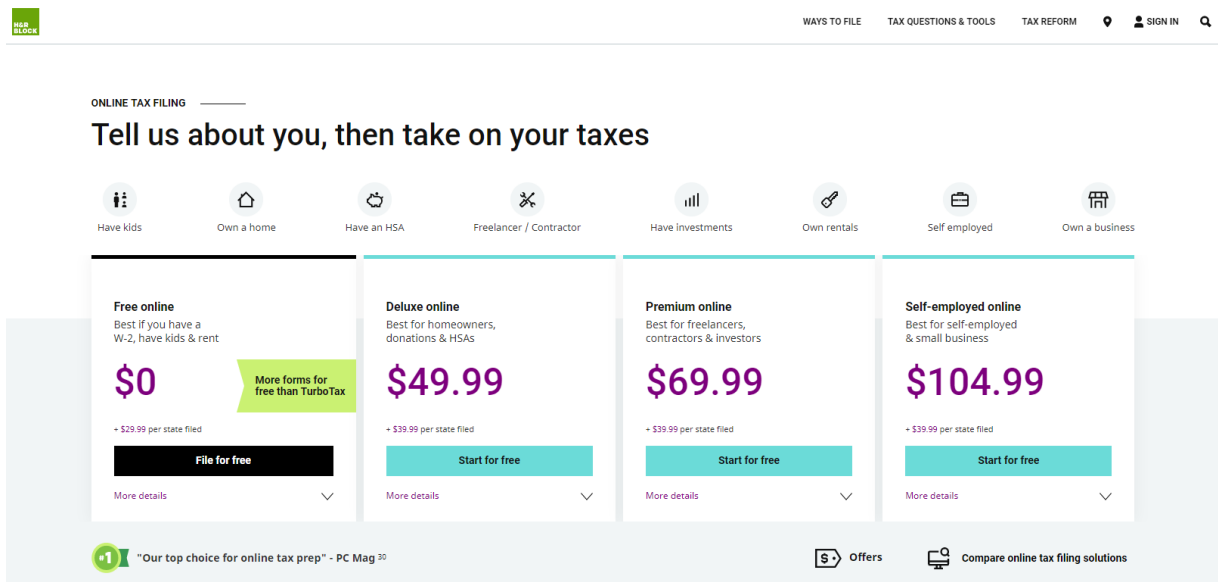 H&R
BLOCK
WAYS TO FILE
TAX QUESTIONS & TOOLS
TAX REFORM
SIGN IN
ONLINE TAX FILING
Tell us about you, then take on your taxes
Have kids
Own a home
Have an HSA
Freelancer / Contractor
Have investments
Own rentals
Self employed
Own a business
Free online
Best if you have a
W-2, have kids & rent
$0
More forms for
free than TurboTax
+ $29.99 per state filed
File for free
More details
Deluxe online
Best for homeowners,
donations & HSAs
$49.99
+ $39.99 per state filed
Start for free
More details
Premium online
Best for freelancers,
contractors & investors
$69.99
+ $39.99 per state filed
Start for free
More details
Self-employed online
Best for self-employed
& small business
$104.99
+ $39.99 per state filed
Start for free
More details
#1
"Our top choice for online tax prep" - PC Mag 30
$
Offers
Compare online tax filing solutions